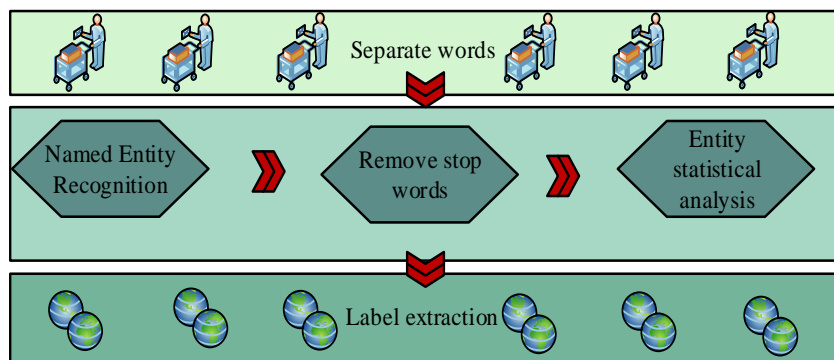 Separate words
Named Entity
Recognition
Remove stop
words
Entity
statistical
analysis
Label extraction